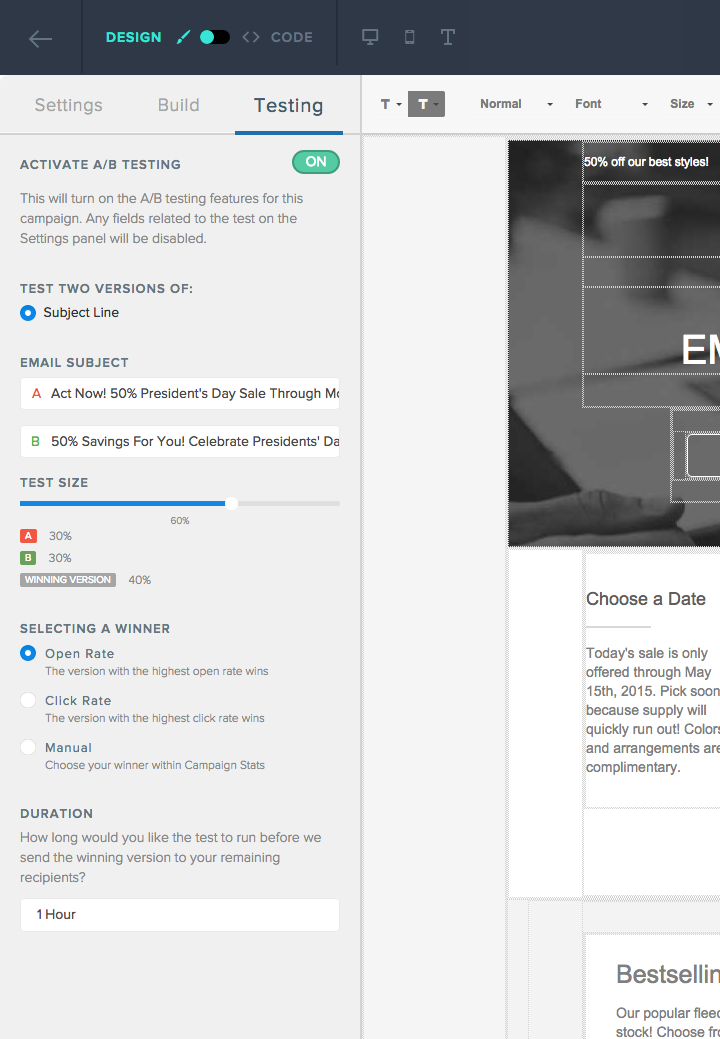 DESIGN CODE
Settings Build Testing
T T Normal Font Size
ACTIVATE A/B TESTING ON
This will turn on the A/B testing features for this
campaign. Any fields related to the test on the
Settings panel will be disabled.
TEST TWO VERSIONS OF:
Subject Line
EMAIL SUBJECT
A Act Now! 50% President's Day Sale Through Mo
B 50% Savings For You! Celebrate Presidents' Da
TEST SIZE
60%
A 30%
B 30%
WINNING VERSION 40%
SELECTING A WINNER
Open Rate
The version with the highest open rate wins
Click Rate
The version with the highest click rate wins
Manual
Choose your winner within Campaign Stats
DURATION
How long would you like the test to run before we
send the winning version to your remaining
recipients?
1 Hour
50% off our best styles!
EM
Choose a Date
Today's sale is only
offered through May
15th, 2015. Pick soon
because supply will
quickly run out! Colors
and arrangements are
complimentary.
Bestsellin
Our popular fleec
stock! Choose fro